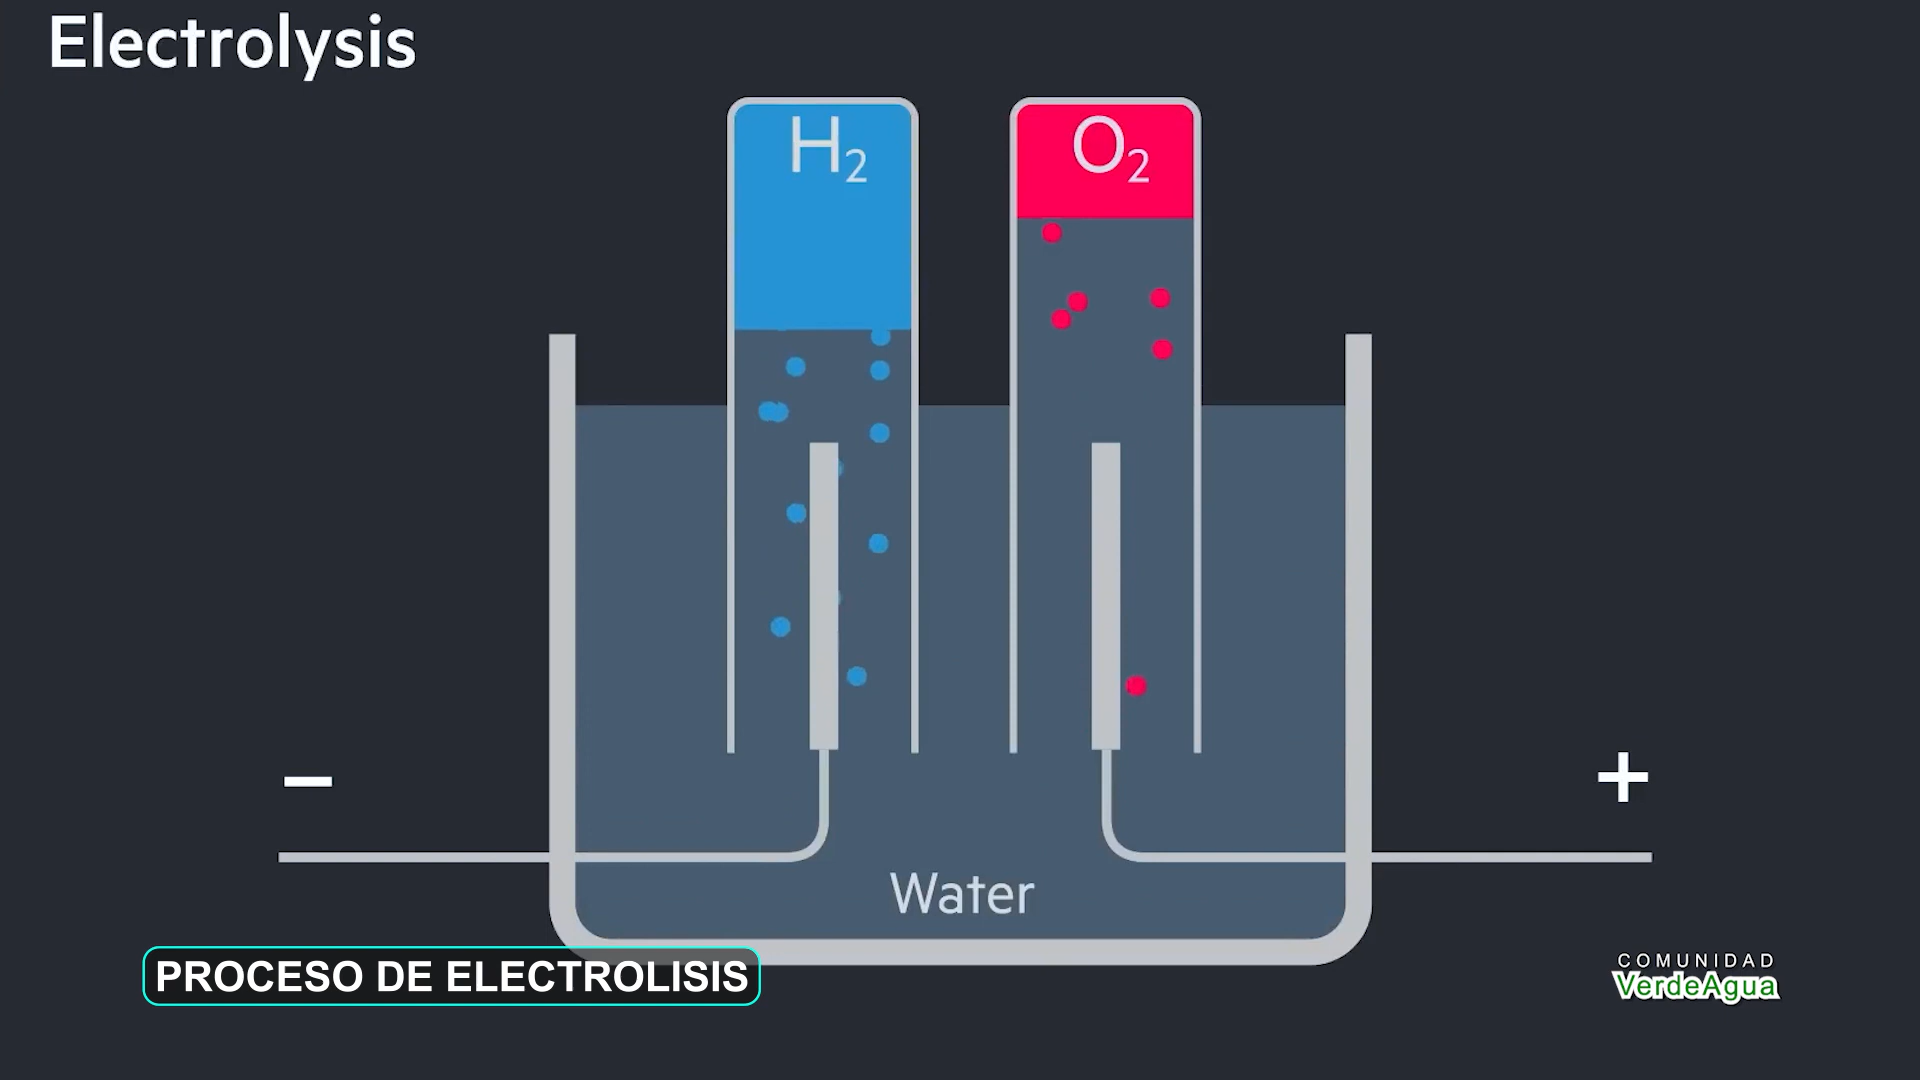 Electrolysis
H₂
O₂
−
+
Water
PROCESO DE ELECTROLISIS
COMUNIDAD
VerdeAgua